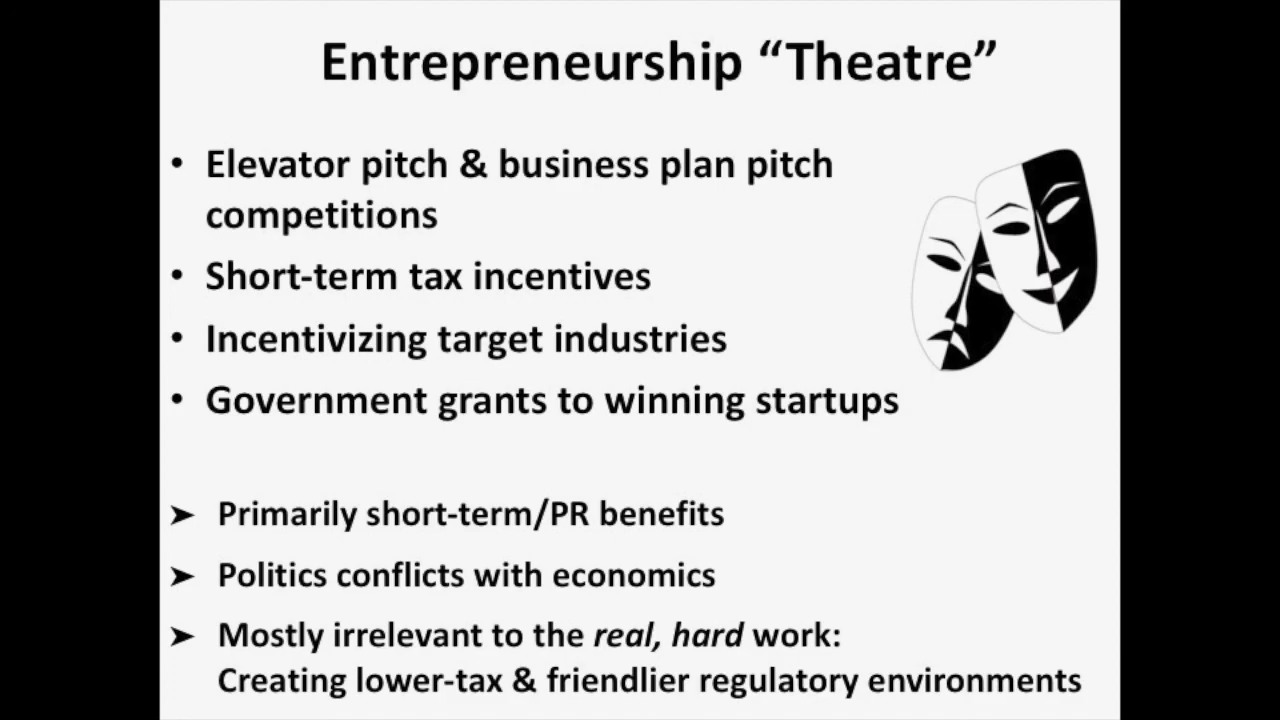 Entrepreneurship “Theatre”
• Elevator pitch & business plan pitch
competitions
• Short-term tax incentives
• Incentivizing target industries
• Government grants to winning startups
➤ Primarily short-term/PR benefits
➤ Politics conflicts with economics
➤ Mostly irrelevant to the real, hard work:
Creating lower-tax & friendlier regulatory environments